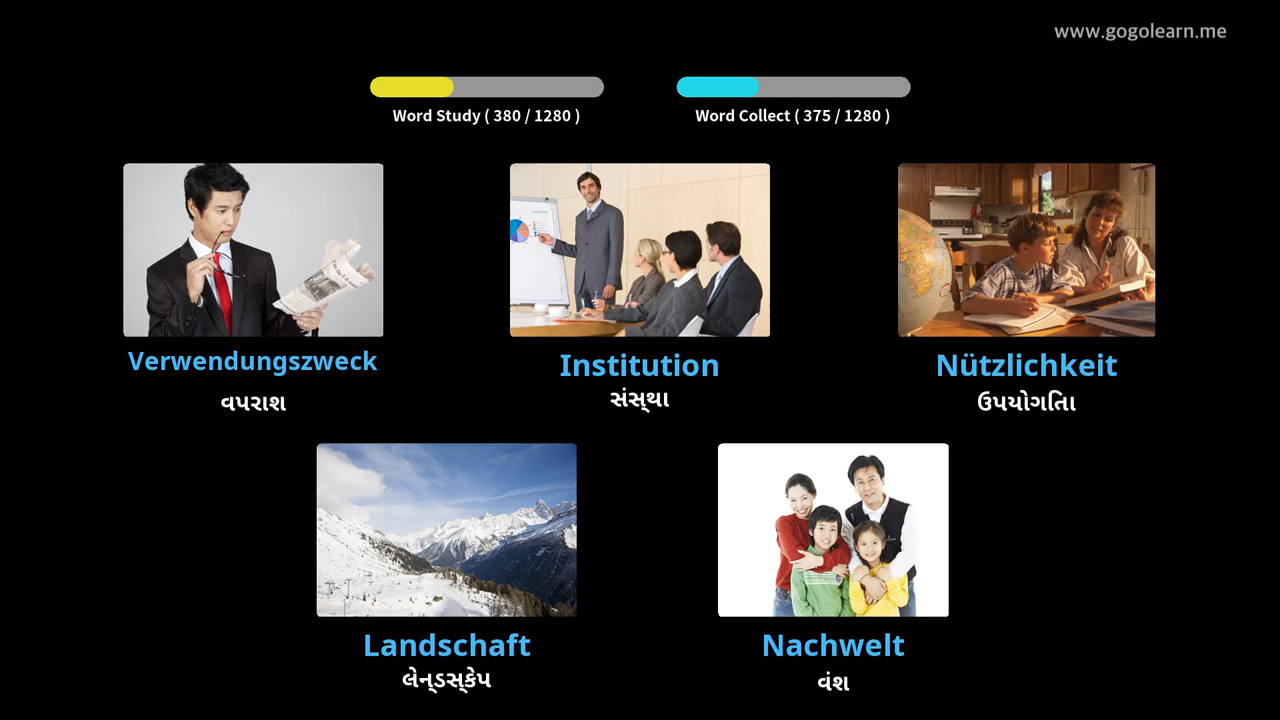 www.gogolearn.me
Word Study ( 380 / 1280 )
Word Collect ( 375 / 1280 )
Verwendungszweck
વપરાશ
Institution
સંસ્થા
Nützlichkeit
ઉપયોગતિા
Landschaft
લેન્ડસ્કેપ
Nachwelt
વંશ